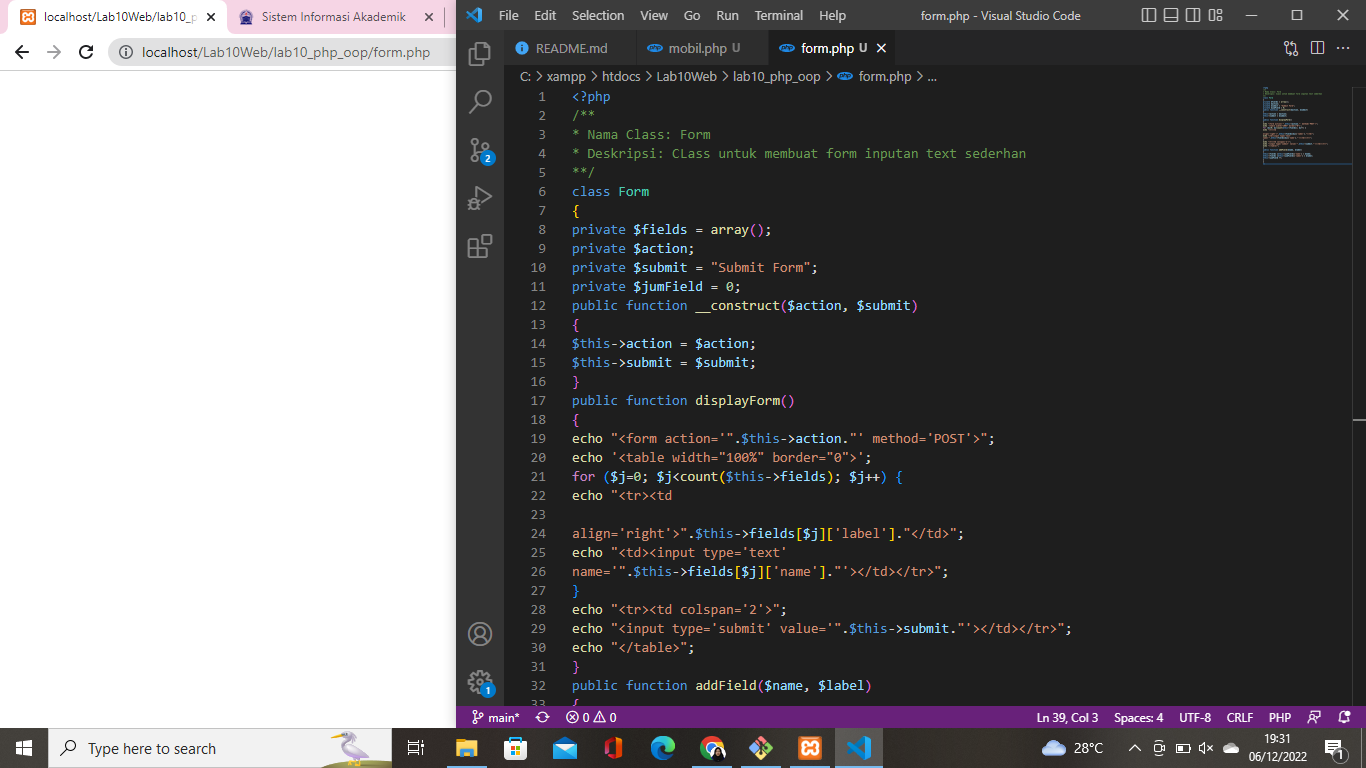 localhost/Lab10Web/lab10_p
Sistem Informasi Akademik
localhost/Lab10Web/lab10_php_oop/form.php
File Edit Selection View Go Run Terminal Help
form.php - Visual Studio Code
README.md
mobil.php U
form.php U
C: > xampp > htdocs > Lab10Web > lab10_php_oop > form.php > ...
1 <?php
2 /**
3 * Nama Class: Form
4 * Deskripsi: CLass untuk membuat form inputan text sederhan
5 **/
6 class Form
7 {
8 private $fields = array();
9 private $action;
10 private $submit = "Submit Form";
11 private $jumField = 0;
12 public function __construct($action, $submit)
13 {
14 $this->action = $action;
15 $this->submit = $submit;
16 }
17 public function displayForm()
18 {
19 echo "<form action='".$this->action."' method='POST'>";
20 echo '<table width="100%" border="0">';
21 for ($j=0; $j<count($this->fields); $j++) {
22 echo "<tr><td
23
24 align='right'>".$this->fields[$j]['label']."</td>";
25 echo "<td><input type='text'
26 name='".$this->fields[$j]['name']."'></td></tr>";
27 }
28 echo "<tr><td colspan='2'>";
29 echo "<input type='submit' value='".$this->submit."'></td></tr>";
30 echo "</table>";
31 }
32 public function addField($name, $label)
33 {
2
1
main*
0 0
Ln 39, Col 3
Spaces: 4
UTF-8
CRLF
PHP
Type here to search
28°C
19:31
06/12/2022
1